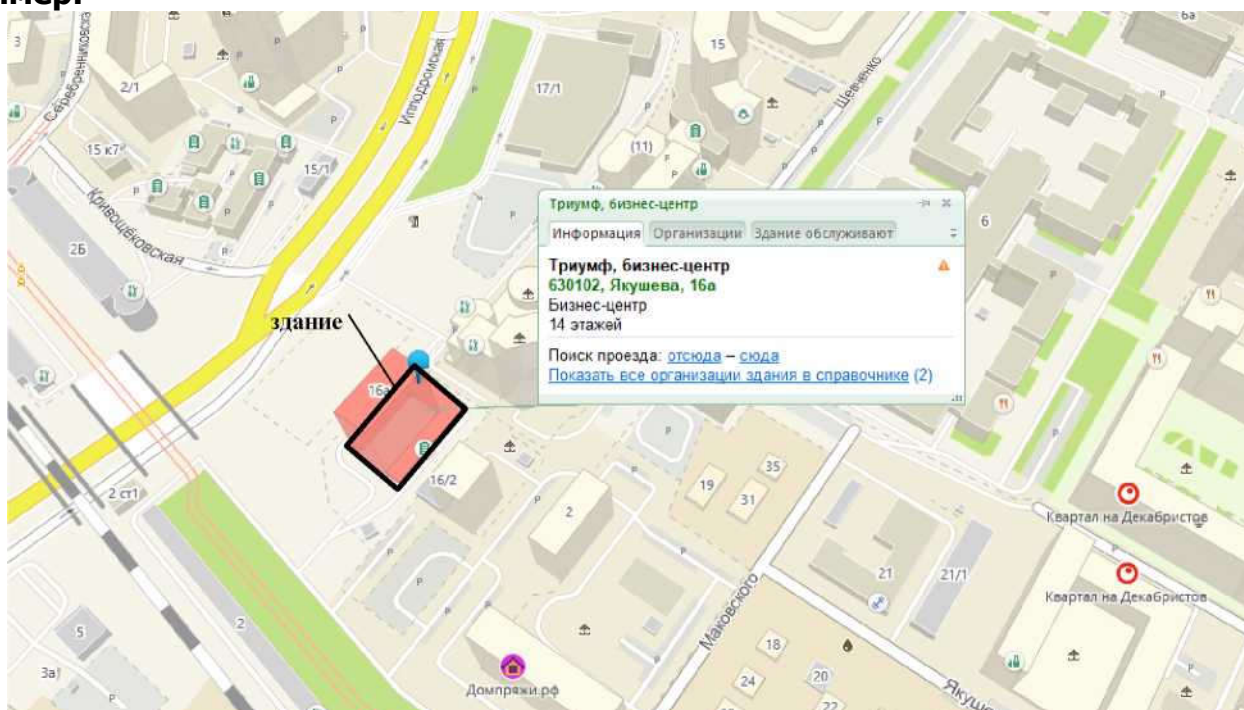 мер:
3
Серебренниковская
2/1
15 к7
15/1
Ипподромская
17/1
15
(11)
Шевченко
6а
6
Кривощёковская
2Б
здание
16а
16/2
2 ст1
2
2
5
3а
19
31
35
21
21/1
18
20
24
22
Маковского
Домпряжи.рф
Квартал на Декабристов
Квартал на Декабристов
Триумф, бизнес-центр
Информация Организации Здание обслуживают
Триумф, бизнес-центр
630102, Якушева, 16а
Бизнес-центр
14 этажей
Поиск проезда: отсюда – сюда
Показать все организации здания в справочнике (2)